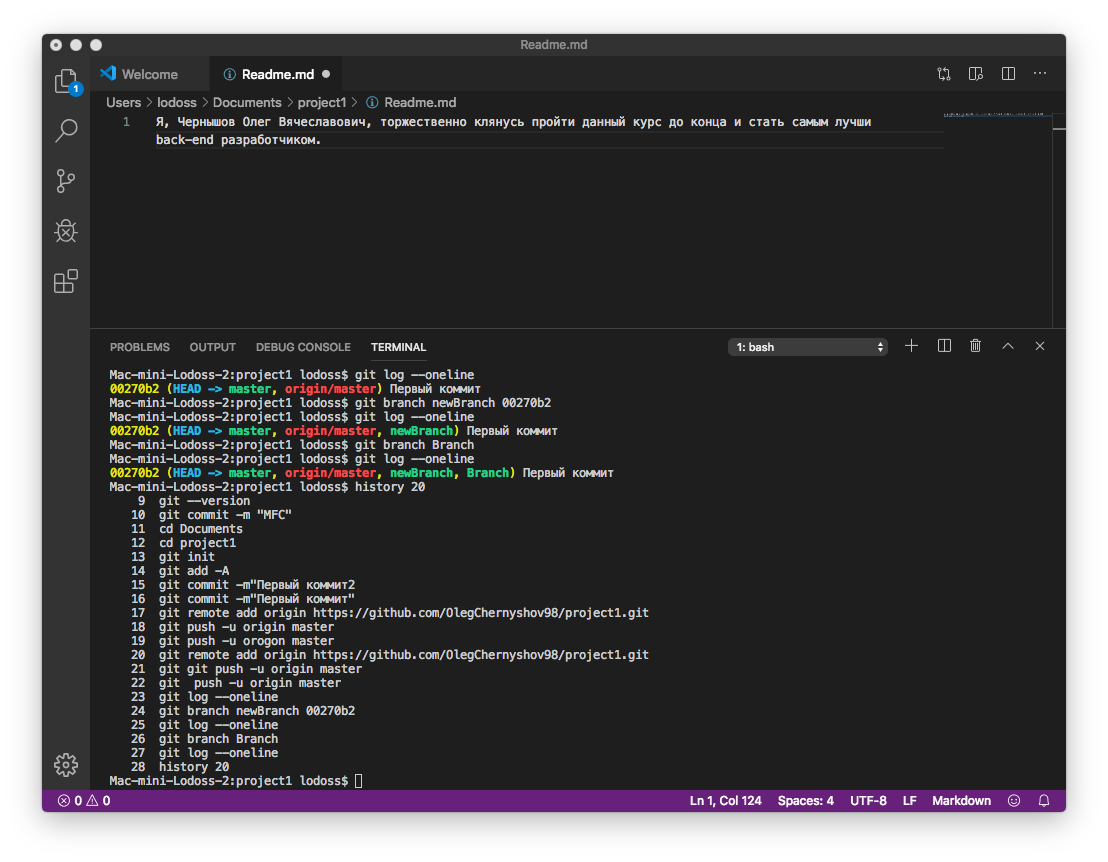 Readme.md
Welcome
Readme.md
Users > lodoss > Documents > project1 > Readme.md
1 Я, Чернышов Олег Вячеславович, торжественно клянусь пройти данный курс до конца и стать самым лучши
back-end разработчиком.
1
PROBLEMS OUTPUT DEBUG CONSOLE TERMINAL 1: bash
Mac-mini-Lodoss-2:project1 lodoss$ git log --oneline
00270b2 (HEAD -> master, origin/master) Первый коммит
Mac-mini-Lodoss-2:project1 lodoss$ git branch newBranch 00270b2
Mac-mini-Lodoss-2:project1 lodoss$ git log --oneline
00270b2 (HEAD -> master, origin/master, newBranch) Первый коммит
Mac-mini-Lodoss-2:project1 lodoss$ git branch Branch
Mac-mini-Lodoss-2:project1 lodoss$ git log --oneline
00270b2 (HEAD -> master, origin/master, newBranch, Branch) Первый коммит
Mac-mini-Lodoss-2:project1 lodoss$ history 20
9 git --version
10 git commit -m "MFC"
11 cd Documents
12 cd project1
13 git init
14 git add -A
15 git commit -m"Первый коммит2
16 git commit -m"Первый коммит"
17 git remote add origin https://github.com/OlegChernyshov98/project1.git
18 git push -u origin master
19 git push -u orogon master
20 git remote add origin https://github.com/OlegChernyshov98/project1.git
21 git git push -u origin master
22 git  push -u origin master
23 git log --oneline
24 git branch newBranch 00270b2
25 git log --oneline
26 git branch Branch
27 git log --oneline
28 history 20
Mac-mini-Lodoss-2:project1 lodoss$
0 0 Ln 1, Col 124 Spaces: 4 UTF-8 LF Markdown